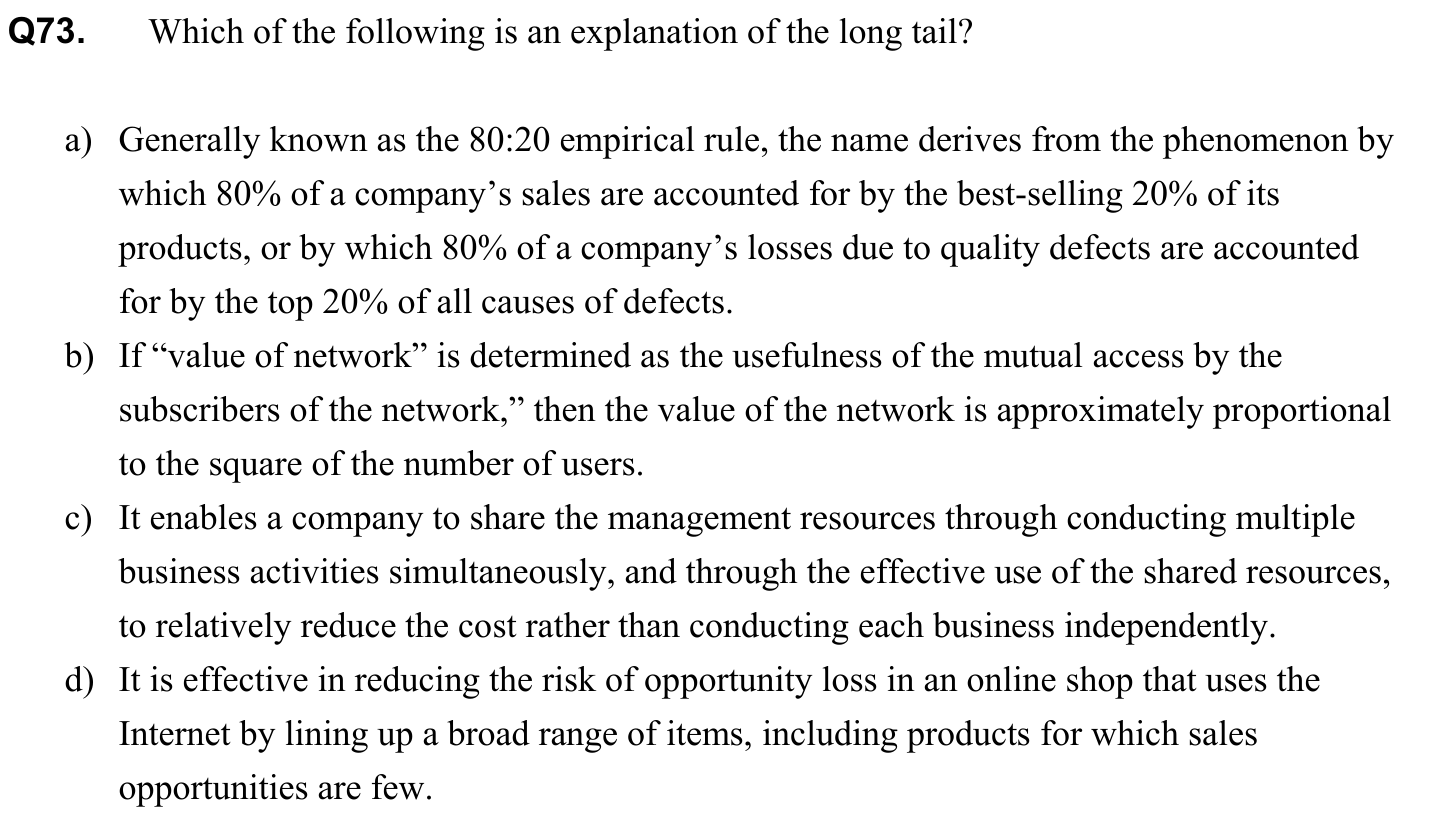 Q73. Which of the following is an explanation of the long tail?
a) Generally known as the 80:20 empirical rule, the name derives from the phenomenon by
which 80% of a company’s sales are accounted for by the best-selling 20% of its
products, or by which 80% of a company’s losses due to quality defects are accounted
for by the top 20% of all causes of defects.
b) If “value of network” is determined as the usefulness of the mutual access by the
subscribers of the network,” then the value of the network is approximately proportional
to the square of the number of users.
c) It enables a company to share the management resources through conducting multiple
business activities simultaneously, and through the effective use of the shared resources,
to relatively reduce the cost rather than conducting each business independently.
d) It is effective in reducing the risk of opportunity loss in an online shop that uses the
Internet by lining up a broad range of items, including products for which sales
opportunities are few.